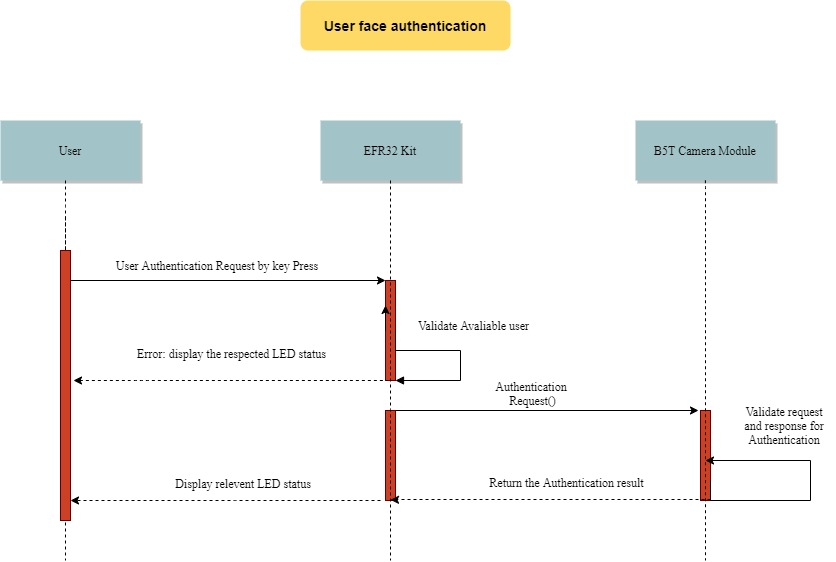 User face authentication
User
EFR32 Kit
B5T Camera Module
User Authentication Request by key Press
Validate Avaliable user
Error: display the respected LED status
Authentication
Request()
Validate request
and response for
Authentication
Return the Authentication result
Display relevent LED status